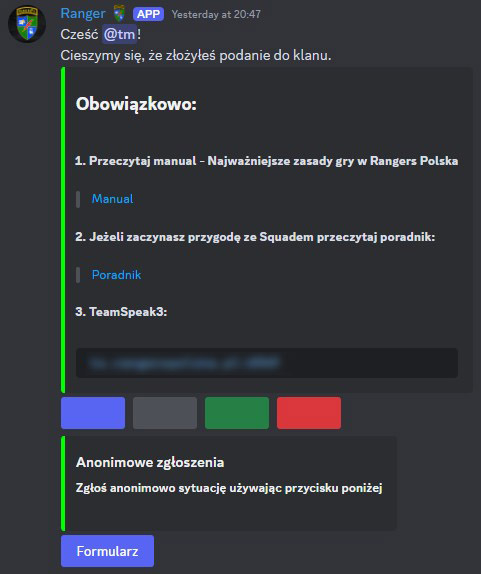 Ranger APP Yesterday at 20:47
Cześć @tm!
Cieszymy się, że złożyłeś podanie do klanu.
Obowiązkowo:
1. Przeczytaj manual - Najważniejsze zasady gry w Rangers Polska
Manual
2. Jeżeli zaczynasz przygodę ze Squadem przeczytaj poradnik:
Poradnik
3. TeamSpeak3:
Anonimowe zgłoszenia
Zgłoś anonimowo sytuację używając przycisku poniżej
Formularz